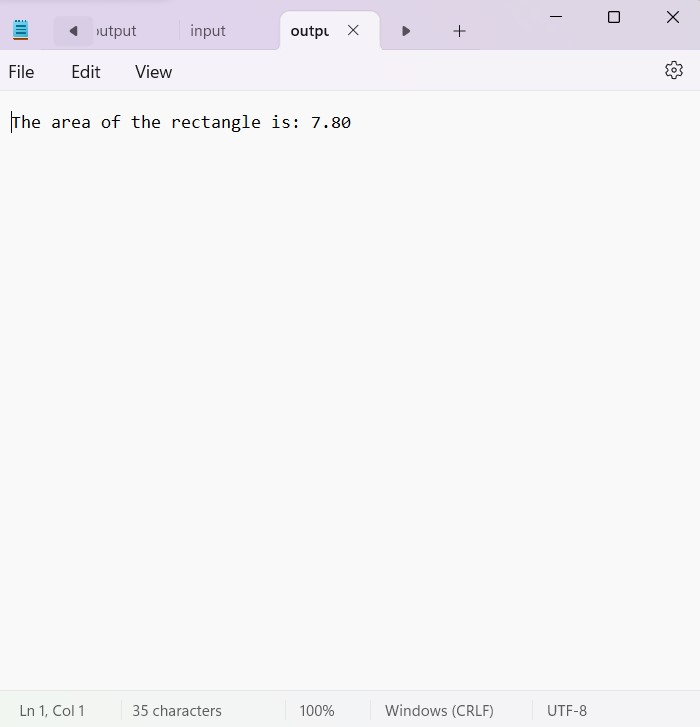 output
input
outpu
File
Edit
View
The area of the rectangle is: 7.80
Ln 1, Col 1
35 characters
100%
Windows (CRLF)
UTF-8